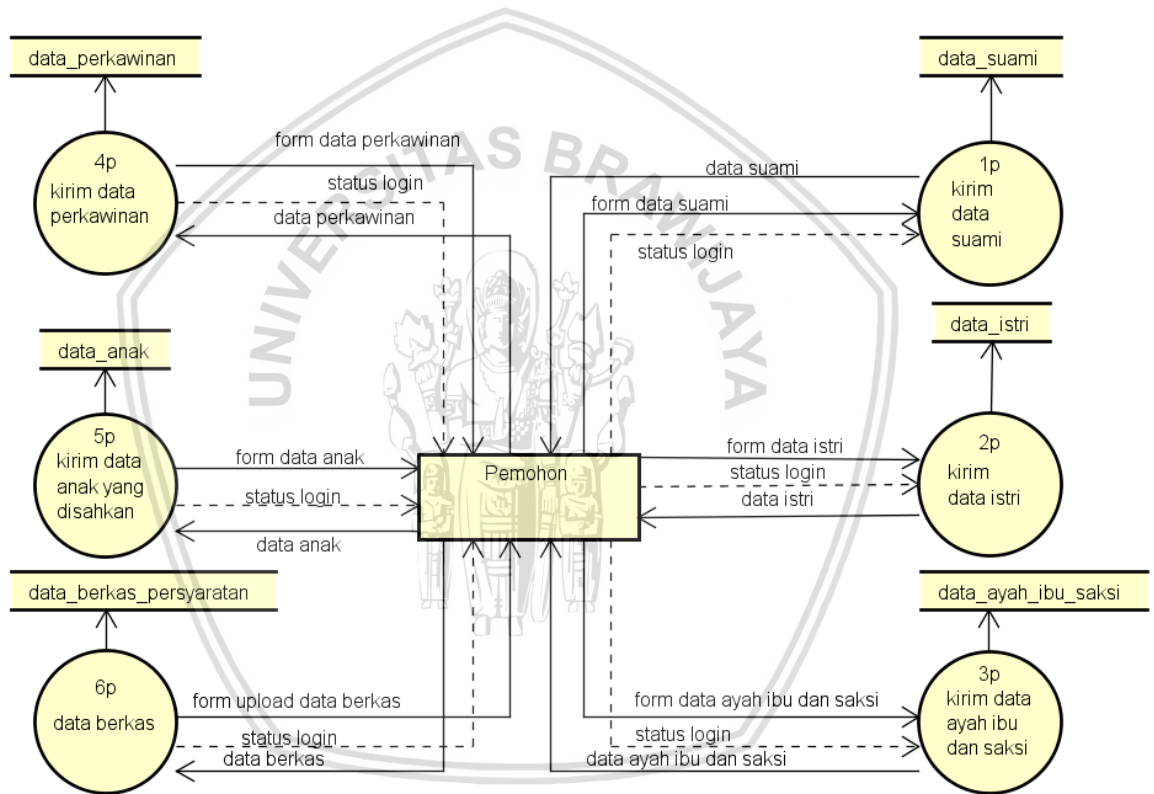 data_perkawinan
data_suami
4p
kirim data
perkawinan
form data perkawinan
status login
data perkawinan
data suami
form data suami
status login
1p
kirim
data
suami
UNIVERSITAS BRAWIJAYA
data_anak
data_istri
5p
kirim data
anak yang
disahkan
form data anak
status login
data anak
Pemohon
form data istri
status login
data istri
2p
kirim
data istri
data_berkas_persyaratan
data_ayah_ibu_saksi
6p
data berkas
form upload data berkas
status login
data berkas
form data ayah ibu dan saksi
status login
data ayah ibu dan saksi
3p
kirim data
ayah ibu
dan saksi